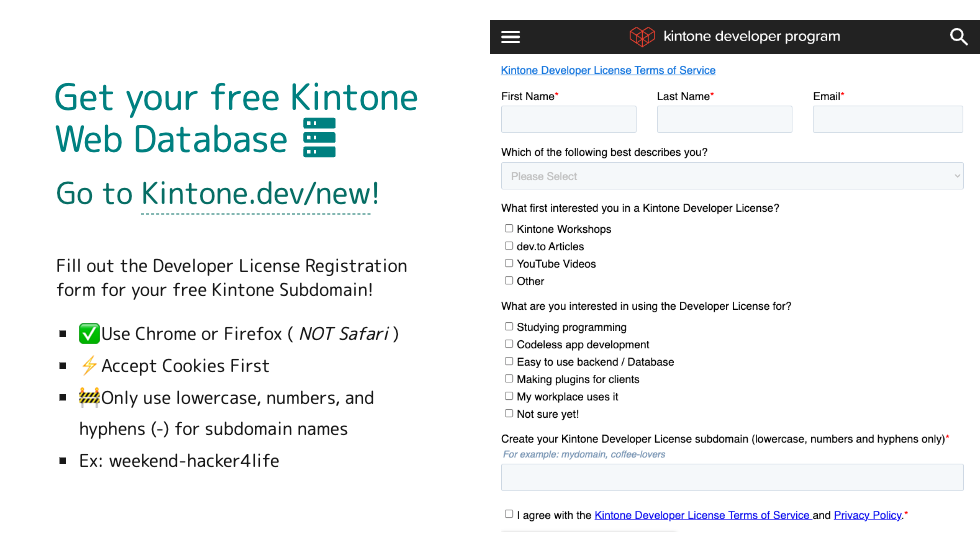 Get your free Kintone
Web Database
Go to Kintone.dev/new!
Fill out the Developer License Registration
form for your free Kintone Subdomain!
▪ ✅Use Chrome or Firefox ( NOT Safari )
▪ ⚡Accept Cookies First
▪ 🚧Only use lowercase, numbers, and
hyphens (-) for subdomain names
▪ Ex: weekend-hacker4life
kintone developer program
Kintone Developer License Terms of Service
First Name* Last Name* Email*
Which of the following best describes you?
Please Select
What first interested you in a Kintone Developer License?
Kintone Workshops
dev.to Articles
YouTube Videos
Other
What are you interested in using the Developer License for?
Studying programming
Codeless app development
Easy to use backend / Database
Making plugins for clients
My workplace uses it
Not sure yet!
Create your Kintone Developer License subdomain (lowercase, numbers and hyphens only)*
For example: mydomain, coffee-lovers
I agree with the Kintone Developer License Terms of Service and Privacy Policy.*